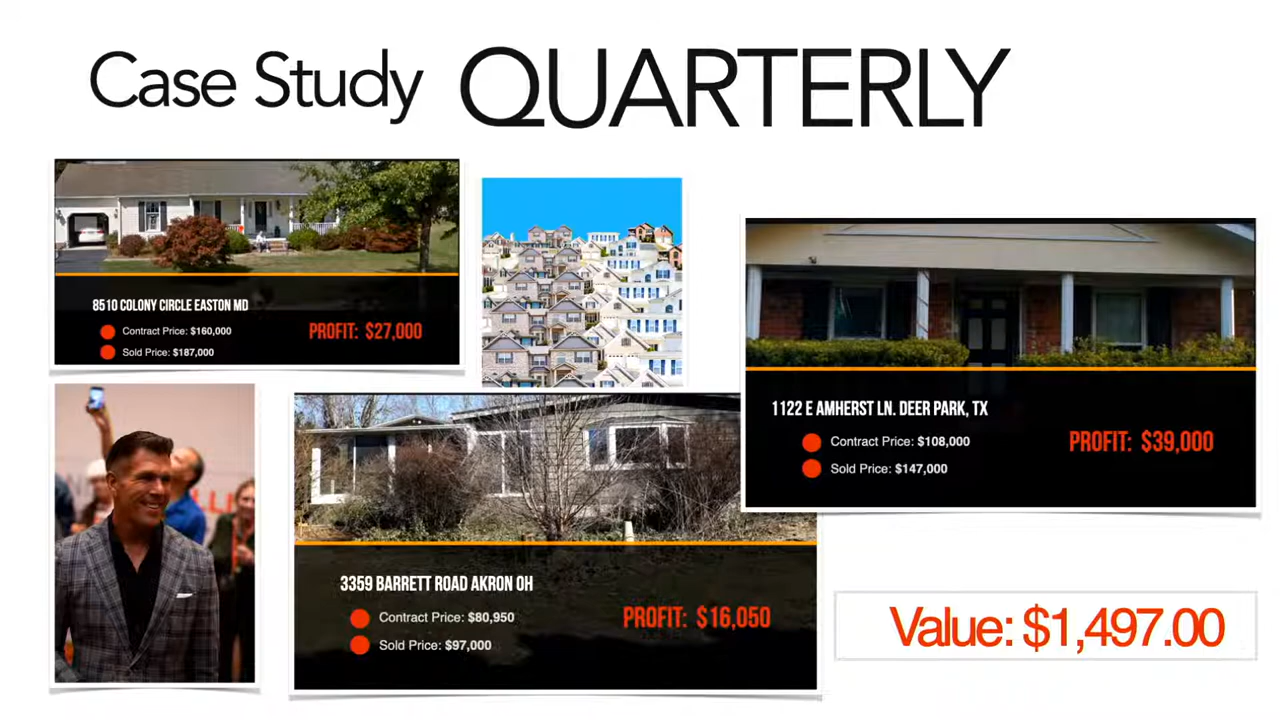 Case Study QUARTERLY
8510 COLONY CIRCLE EASTON MD
Contract Price: $160,000
Sold Price: $187,000
PROFIT: $27,000
1122 E AMHERST LN. DEER PARK, TX
Contract Price: $108,000
Sold Price: $147,000
PROFIT: $39,000
3359 BARRETT ROAD AKRON OH
Contract Price: $80,950
Sold Price: $97,000
PROFIT: $16,050
Value: $1,497.00